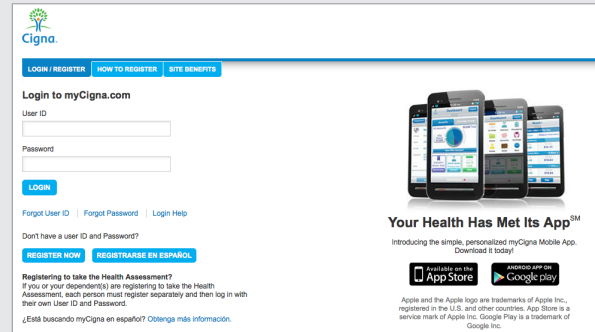 Cigna.
LOGIN / REGISTER
HOW TO REGISTER
SITE BENEFITS
Login to myCigna.com
User ID
Password
LOGIN
Forgot User ID | Forgot Password | Login Help
Don't have a user ID and Password?
REGISTER NOW
REGISTRARSE EN ESPAÑOL
Registering to take the Health Assessment?
If you or your dependent(s) are registering to take the Health
Assessment, each person must register separately and then log in with
their own User ID and Password.
¿Está buscando myCigna en español? Obtenga más información.
Your Health Has Met Its App℠
Introducing the simple, personalized myCigna Mobile App.
Download it today!
Available on the
App Store
ANDROID APP ON
Google play
Apple and the Apple logo are trademarks of Apple Inc.,
registered in the U.S. and other countries. App Store is a
service mark of Apple Inc. Google Play is a trademark of
Google Inc.